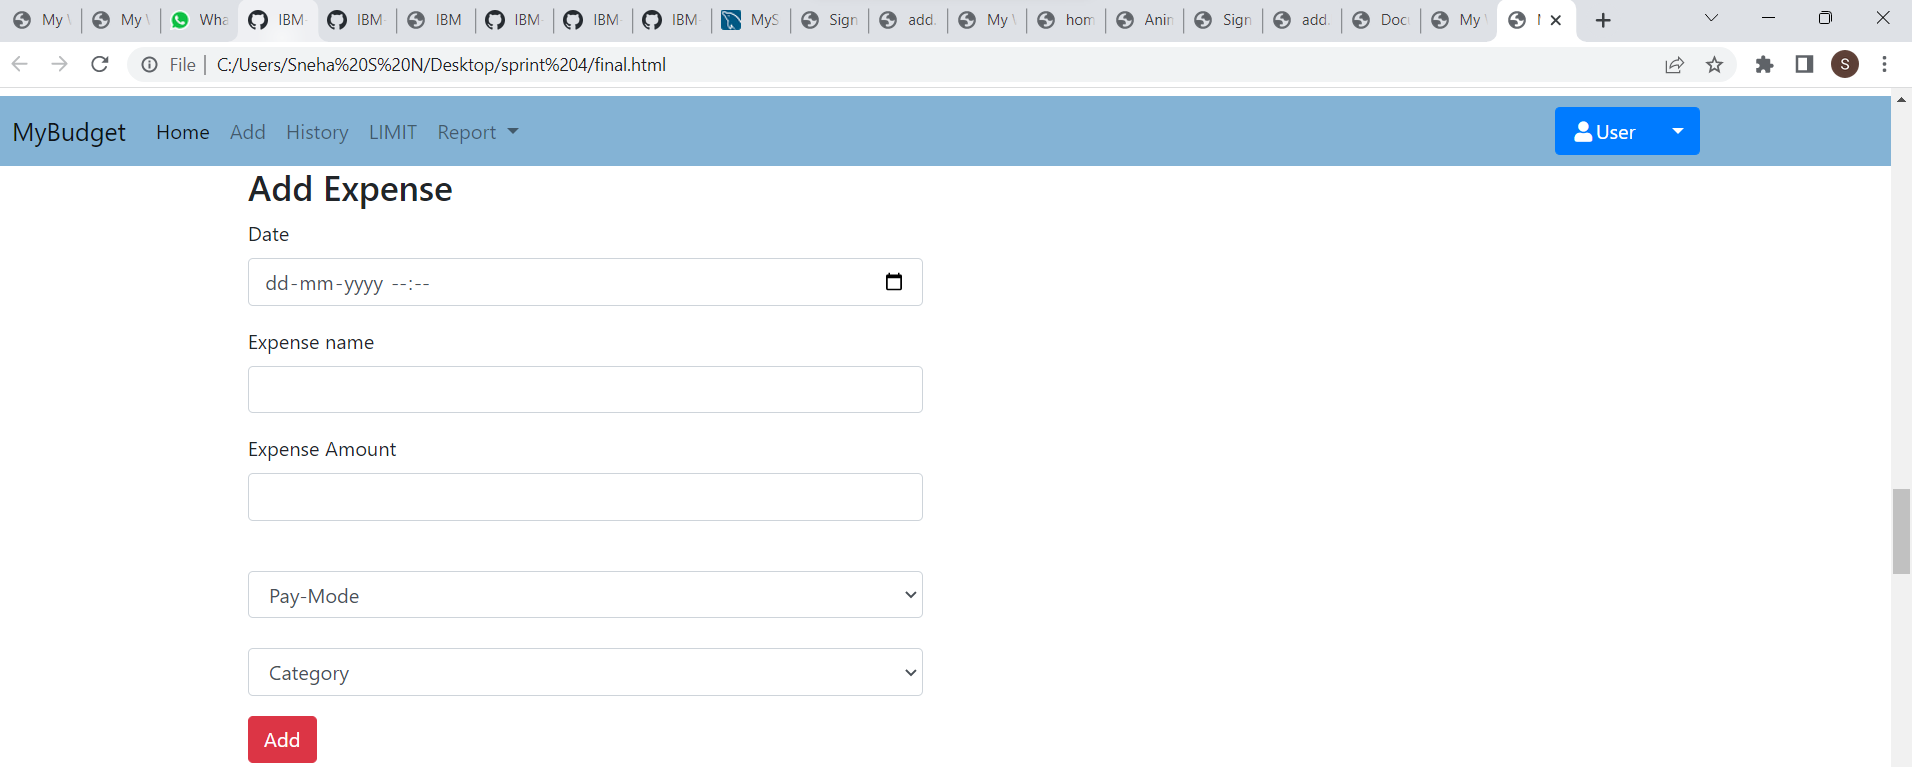 My Wha IBM- IBM- IBM IBM- IBM- IBM- MyS Sign add. My hom Anin Sign add. Doc My
File C:/Users/Sneha%20S%20N/Desktop/sprint%204/final.html S
MyBudget Home Add History LIMIT Report User
Add Expense
Date
dd-mm-yyyy --:--
Expense name
Expense Amount
Pay-Mode
Category
Add